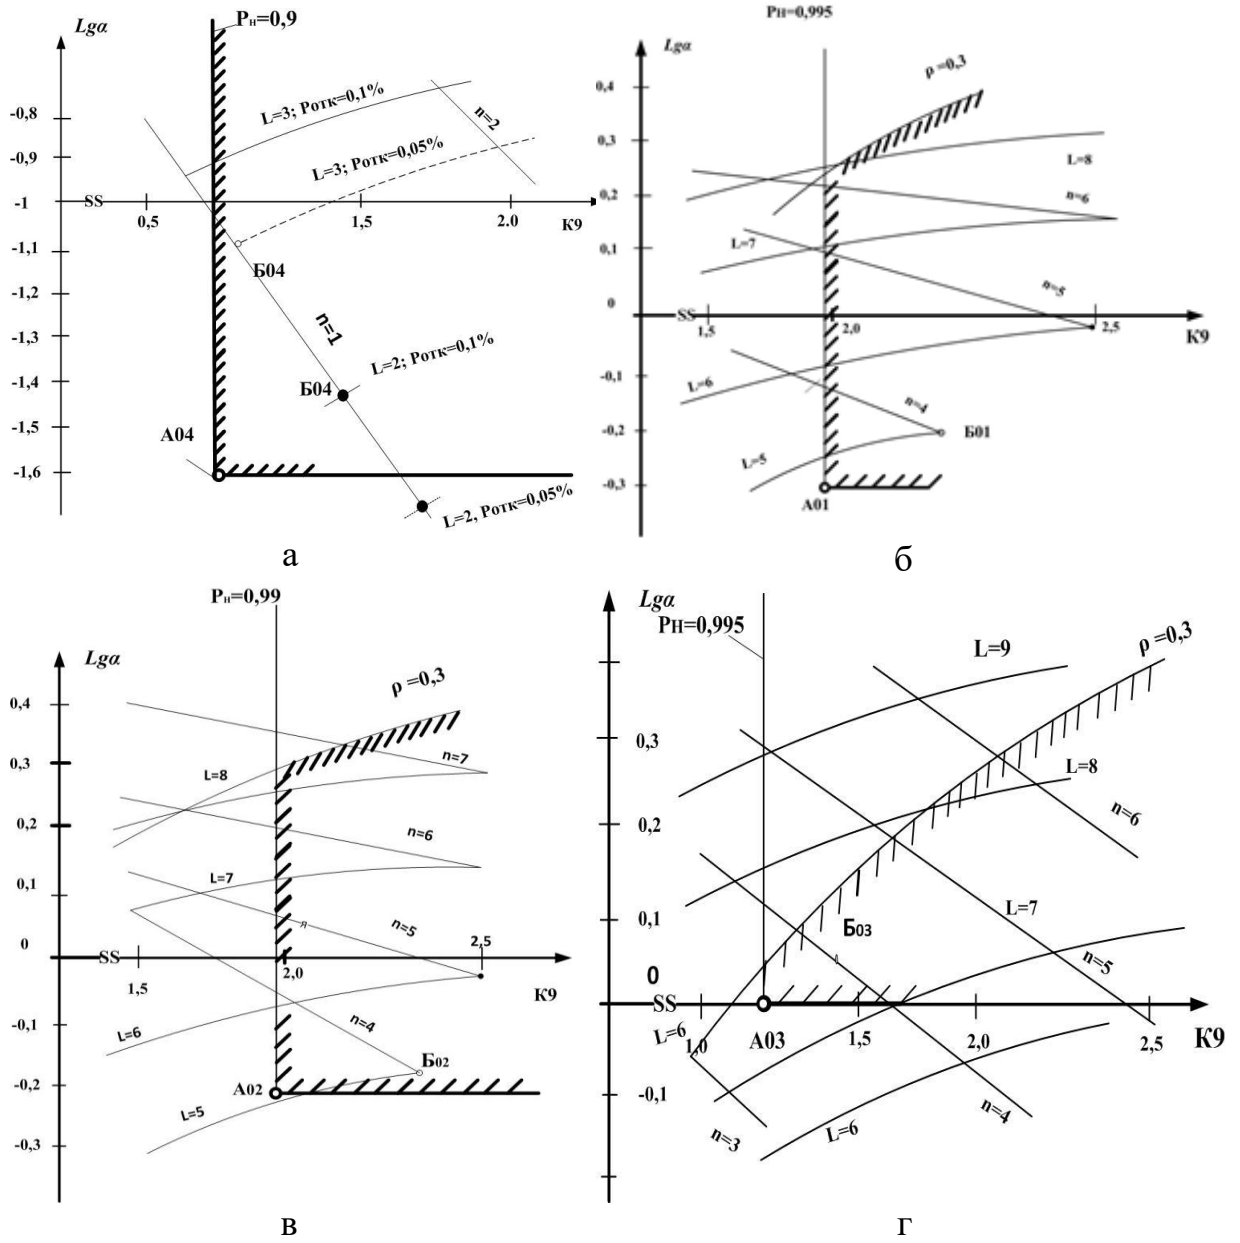 Lgα
Pн=0,9
-0,8
-0,9
-1
-1,1
-1,2
-1,3
-1,4
-1,5
-1,6
L=3; Pотк=0,1%
n=2
L=3; Pотк=0,05%
SS
0,5
1,5
2.0
К9
Б04
n=1
L=2; Pотк=0,1%
Б04
А04
L=2, Pотк=0,05%
а
PН=0,995
Lgα
ρ =0,3
0,4
0,3
0,2
0,1
0
-0,1
-0,2
-0,3
L=8
n=6
L=7
n=5
SS
1,5
2,0
2,5
К9
L=6
n=4
L=5
Б01
А01
б
Pн=0,99
Lgα
ρ =0,3
0,4
0,3
0,2
0,1
0
-0,1
-0,2
-0,3
n=7
L=8
n=6
L=7
я
n=5
2,5
SS
1,5
2,0
К9
L=6
n=4
Б02
А02
L=5
в
Lgα
PН=0,995
L=9
ρ =0,3
0,3
0,2
0,1
0
-0,1
L=8
n=6
L=7
Б03
n=5
SS
L=6
1,0
А03
1,5
2,0
2,5
К9
n=4
n=3
L=6
г